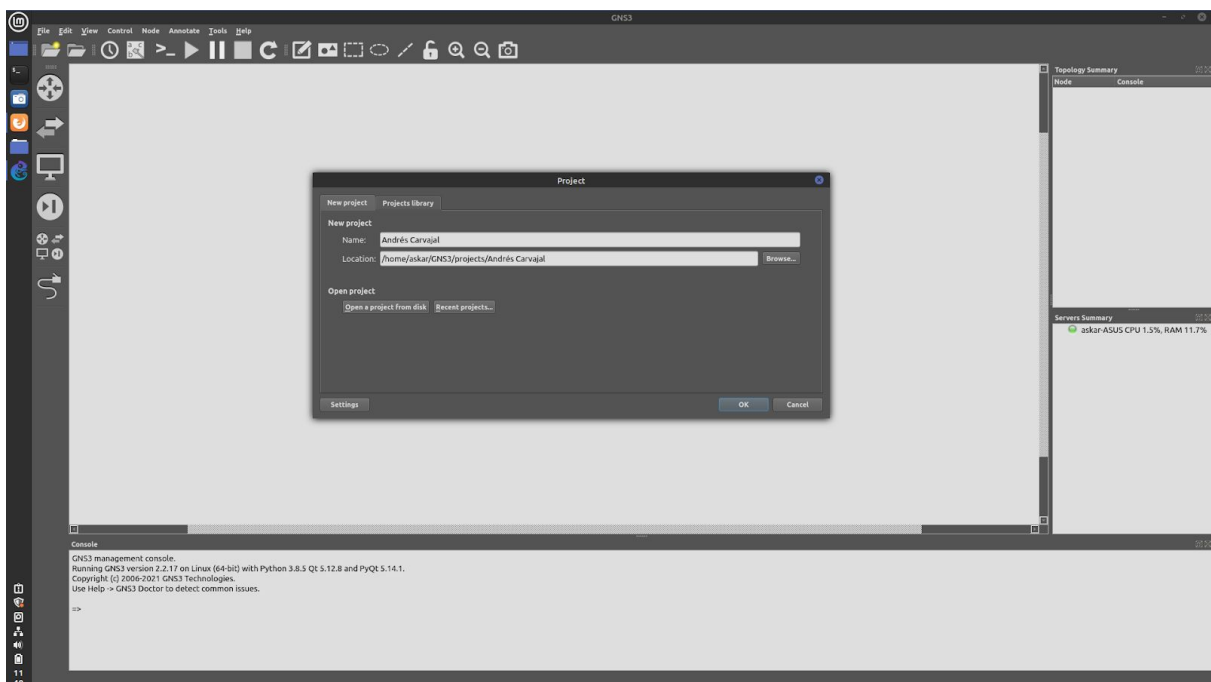 GNS3
File Edit View Control Node Annotate Tools Help
Topology Summary
Node Console
Project
New project Projects library
New project
Name: Andrés Carvajal
Location: /home/askar/GNS3/projects/Andrés Carvajal Browse...
Open project
Open a project from disk Recent projects...
Settings OK Cancel
Servers Summary
askar-ASUS CPU 1.5%, RAM 11.7%
Console
GNS3 management console.
Running GNS3 version 2.2.17 on Linux (64-bit) with Python 3.8.5 Qt 5.12.8 and PyQt 5.14.1.
Copyright (c) 2006-2021 GNS3 Technologies.
Use Help -> GNS3 Doctor to detect common issues.
=>
11